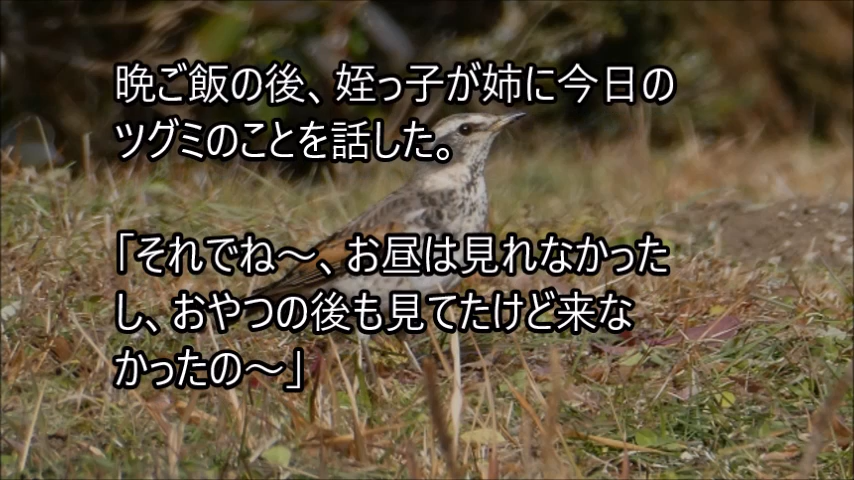 晩ご飯の後、姪っ子が姉に今日の
ツグミのことを話した。
「それでね～、お昼は見れなかった
し、おやつの後も見てたけど来な
かったの～」